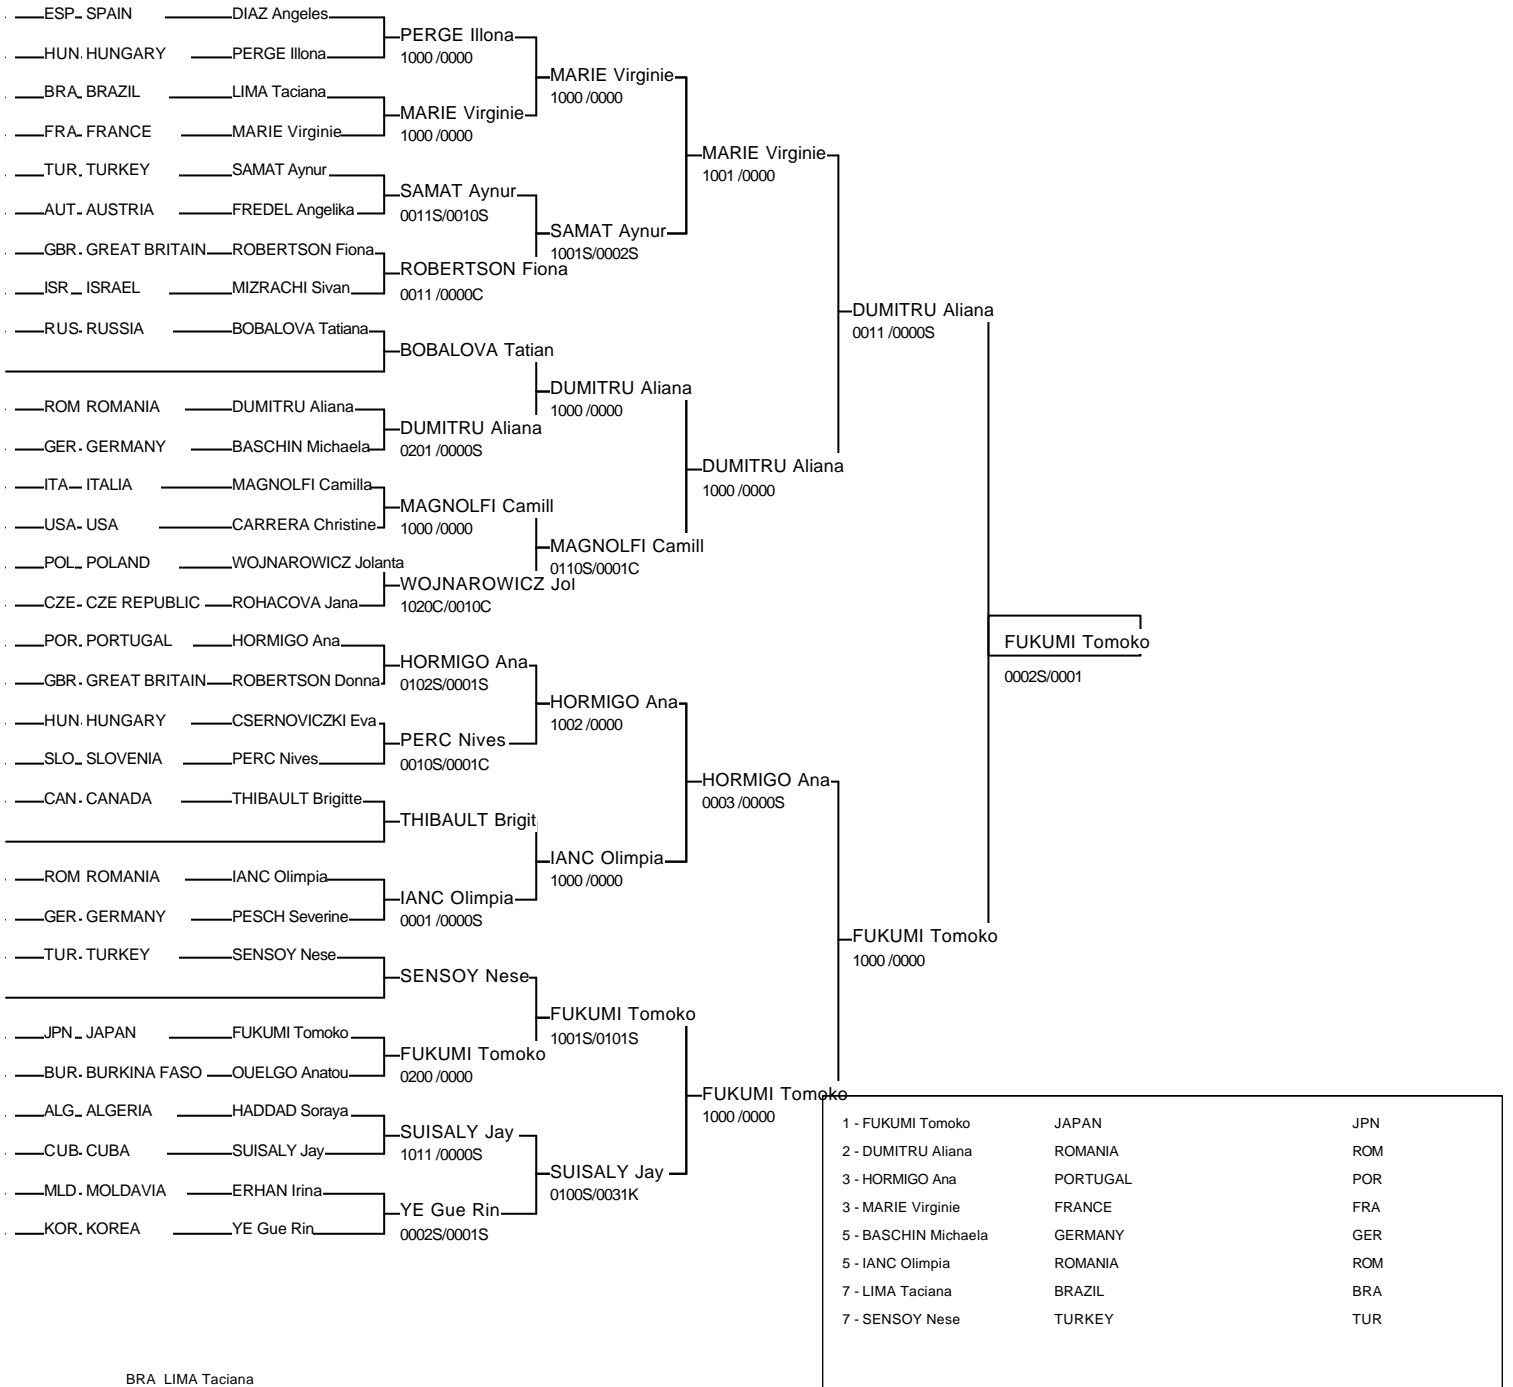 ESP SPAIN DIAZ Angeles
PERGE Illona
HUN HUNGARY PERGE Illona
1000 /0000
MARIE Virginie
BRA BRAZIL LIMA Taciana
1000 /0000
MARIE Virginie
FRA FRANCE MARIE Virginie
1000 /0000
MARIE Virginie
TUR TURKEY SAMAT Aynur
1001 /0000
SAMAT Aynur
AUT AUSTRIA FREDEL Angelika
0011S/0010S
SAMAT Aynur
GBR GREAT BRITAIN ROBERTSON Fiona
1001S/0002S
ROBERTSON Fiona
ISR ISRAEL MIZRACHI Sivan
0011 /0000C
DUMITRU Aliana
RUS RUSSIA BOBALOVA Tatiana
0011 /0000S
BOBALOVA Tatian
DUMITRU Aliana
ROM ROMANIA DUMITRU Aliana
1000 /0000
DUMITRU Aliana
GER GERMANY BASCHIN Michaela
0201 /0000S
DUMITRU Aliana
ITA ITALIA MAGNOLFI Camilla
1000 /0000
MAGNOLFI Camill
USA USA CARRERA Christine
1000 /0000
MAGNOLFI Camill
POL POLAND WOJNAROWICZ Jolanta
0110S/0001C
WOJNAROWICZ Jol
CZE CZE REPUBLIC ROHACOVA Jana
1020C/0010C
POR PORTUGAL HORMIGO Ana
FUKUMI Tomoko
HORMIGO Ana
0002S/0001
GBR GREAT BRITAIN ROBERTSON Donna
0102S/0001S
HORMIGO Ana
HUN HUNGARY CSERNOVICZKI Eva
1002 /0000
PERC Nives
SLO SLOVENIA PERC Nives
0010S/0001C
HORMIGO Ana
CAN CANADA THIBAULT Brigitte
0003 /0000S
THIBAULT Brigit
IANC Olimpia
ROM ROMANIA IANC Olimpia
1000 /0000
IANC Olimpia
GER GERMANY PESCH Severine
0001 /0000S
FUKUMI Tomoko
TUR TURKEY SENSOY Nese
1000 /0000
SENSOY Nese
FUKUMI Tomoko
JPN JAPAN FUKUMI Tomoko
1001S/0101S
FUKUMI Tomoko
BUR BURKINA FASO OUELGO Anatou
0200 /0000
FUKUMI Tomoko
ALG ALGERIA HADDAD Soraya
1000 /0000
SUISALY Jay
CUB CUBA SUISALY Jay
1011 /0000S
SUISALY Jay
MLD MOLDAVIA ERHAN Irina
0100S/0031K
YE Gue Rin
KOR KOREA YE Gue Rin
0002S/0001S
1 - FUKUMI Tomoko JAPAN JPN
2 - DUMITRU Aliana ROMANIA ROM
3 - HORMIGO Ana PORTUGAL POR
3 - MARIE Virginie FRANCE FRA
5 - BASCHIN Michaela GERMANY GER
5 - IANC Olimpia ROMANIA ROM
7 - LIMA Taciana BRAZIL BRA
7 - SENSOY Nese TURKEY TUR
BRA LIMA Taciana